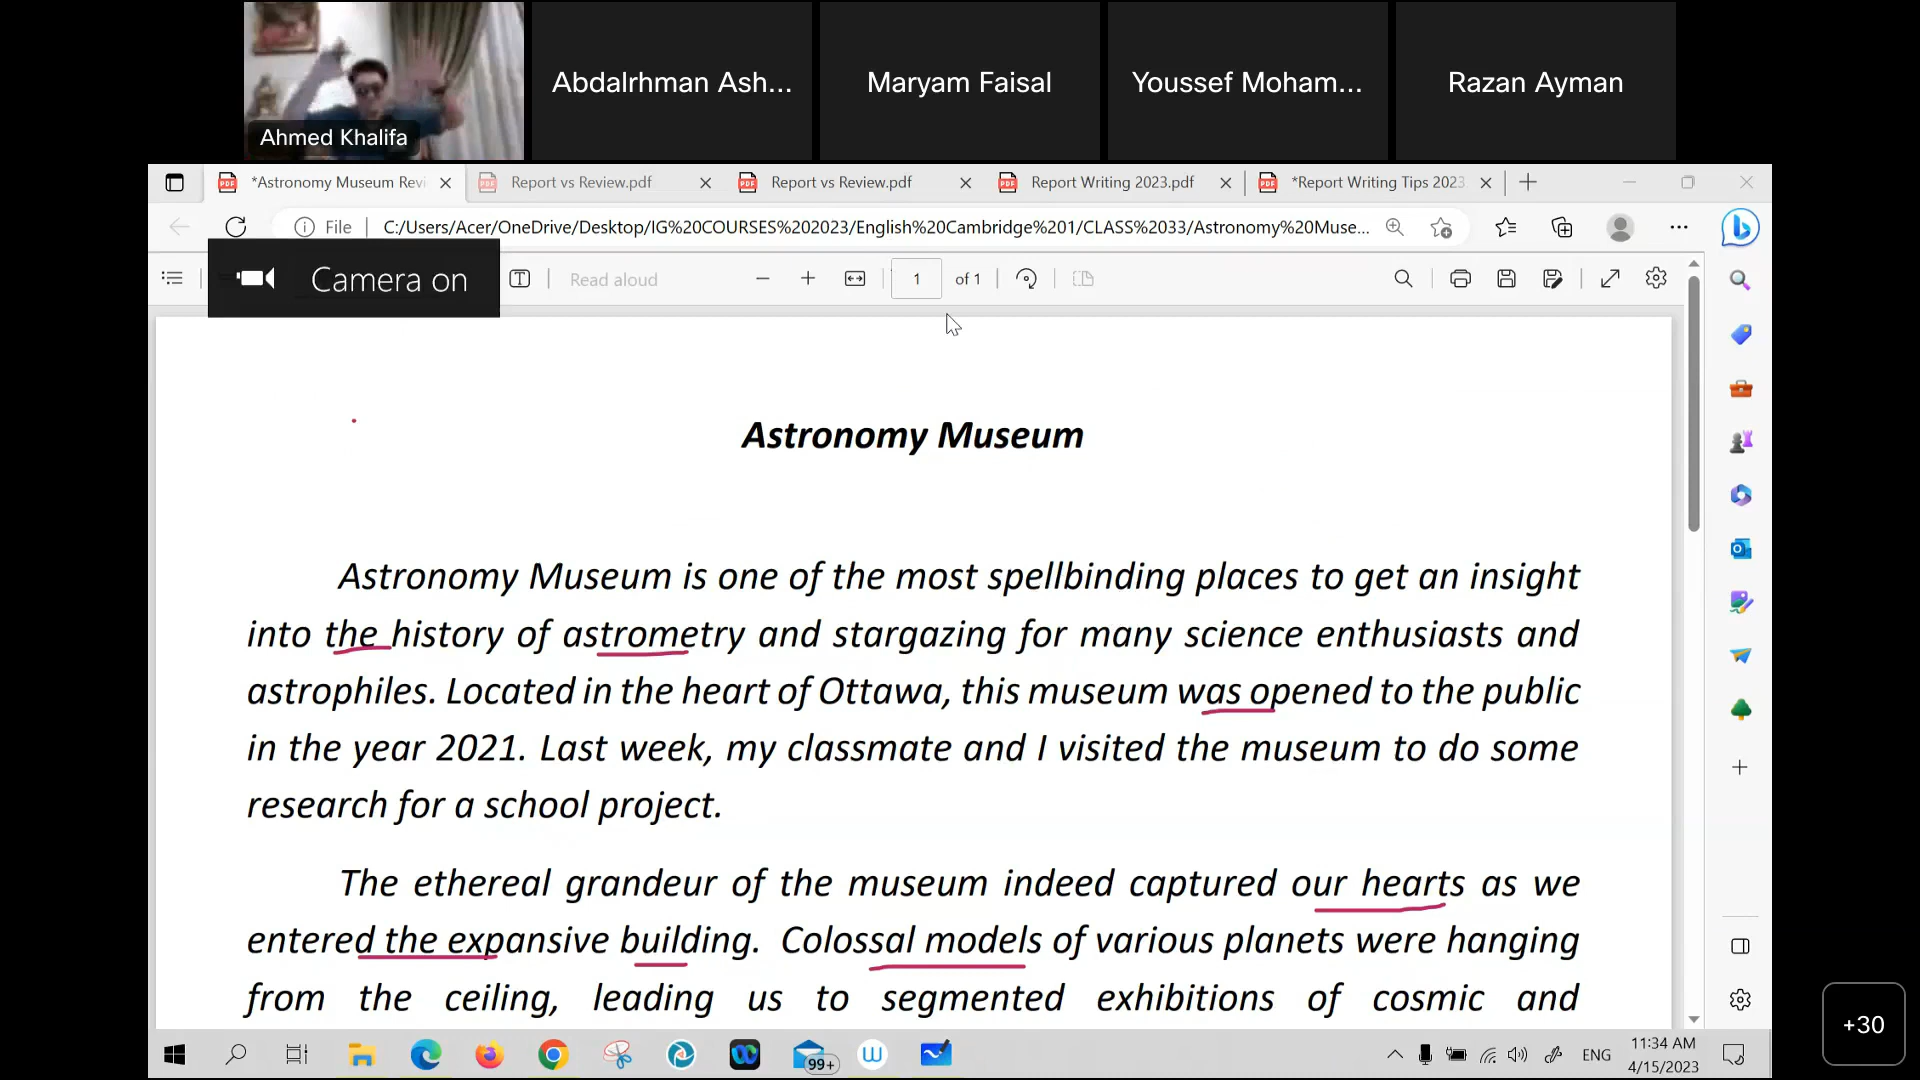 Ahmed Khalifa
Abdalrhman Ash...
Maryam Faisal
Youssef Moham...
Razan Ayman
*Astronomy Museum Revi
Report vs Review.pdf
Report vs Review.pdf
Report Writing 2023.pdf
*Report Writing Tips 2023.
File
C:/Users/Acer/OneDrive/Desktop/IG%20COURSES%202023/English%20Cambridge%201/CLASS%2033/Astronomy%20Muse...
Camera on
Read aloud
1 of 1
Astronomy Museum
Astronomy Museum is one of the most spellbinding places to get an insight
into the history of astrometry and stargazing for many science enthusiasts and
astrophiles. Located in the heart of Ottawa, this museum was opened to the public
in the year 2021. Last week, my classmate and I visited the museum to do some
research for a school project.
The ethereal grandeur of the museum indeed captured our hearts as we
entered the expansive building. Colossal models of various planets were hanging
from the ceiling, leading us to segmented exhibitions of cosmic and
99+
ENG
11:34 AM
4/15/2023
+30